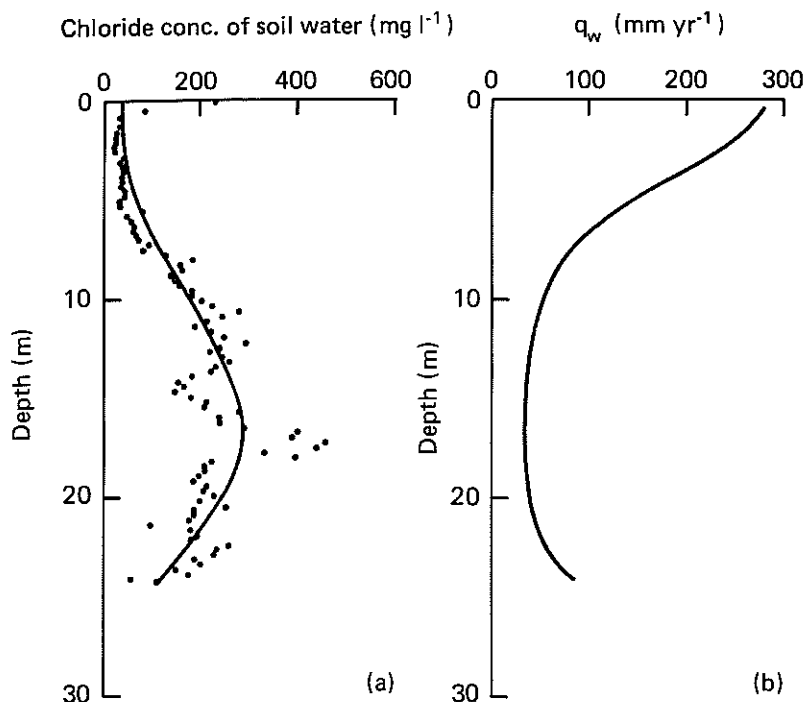 Chloride conc. of soil water (mg l⁻¹)
0 200 400 600
0
10
20
30
Depth (m)
(a)
q_w (mm yr⁻¹)
0 100 200 300
0
10
20
30
Depth (m)
(b)